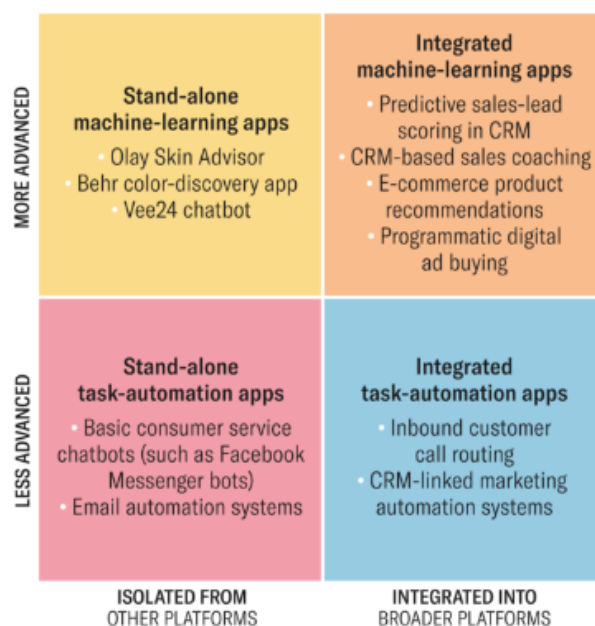 MORE ADVANCED
Stand-alone
machine-learning apps
• Olay Skin Advisor
• Behr color-discovery app
• Vee24 chatbot
Integrated
machine-learning apps
• Predictive sales-lead
scoring in CRM
• CRM-based sales coaching
• E-commerce product
recommendations
• Programmatic digital
ad buying
LESS ADVANCED
Stand-alone
task-automation apps
• Basic consumer service
chatbots (such as Facebook
Messenger bots)
• Email automation systems
Integrated
task-automation apps
• Inbound customer
call routing
• CRM-linked marketing
automation systems
ISOLATED FROM
OTHER PLATFORMS
INTEGRATED INTO
BROADER PLATFORMS